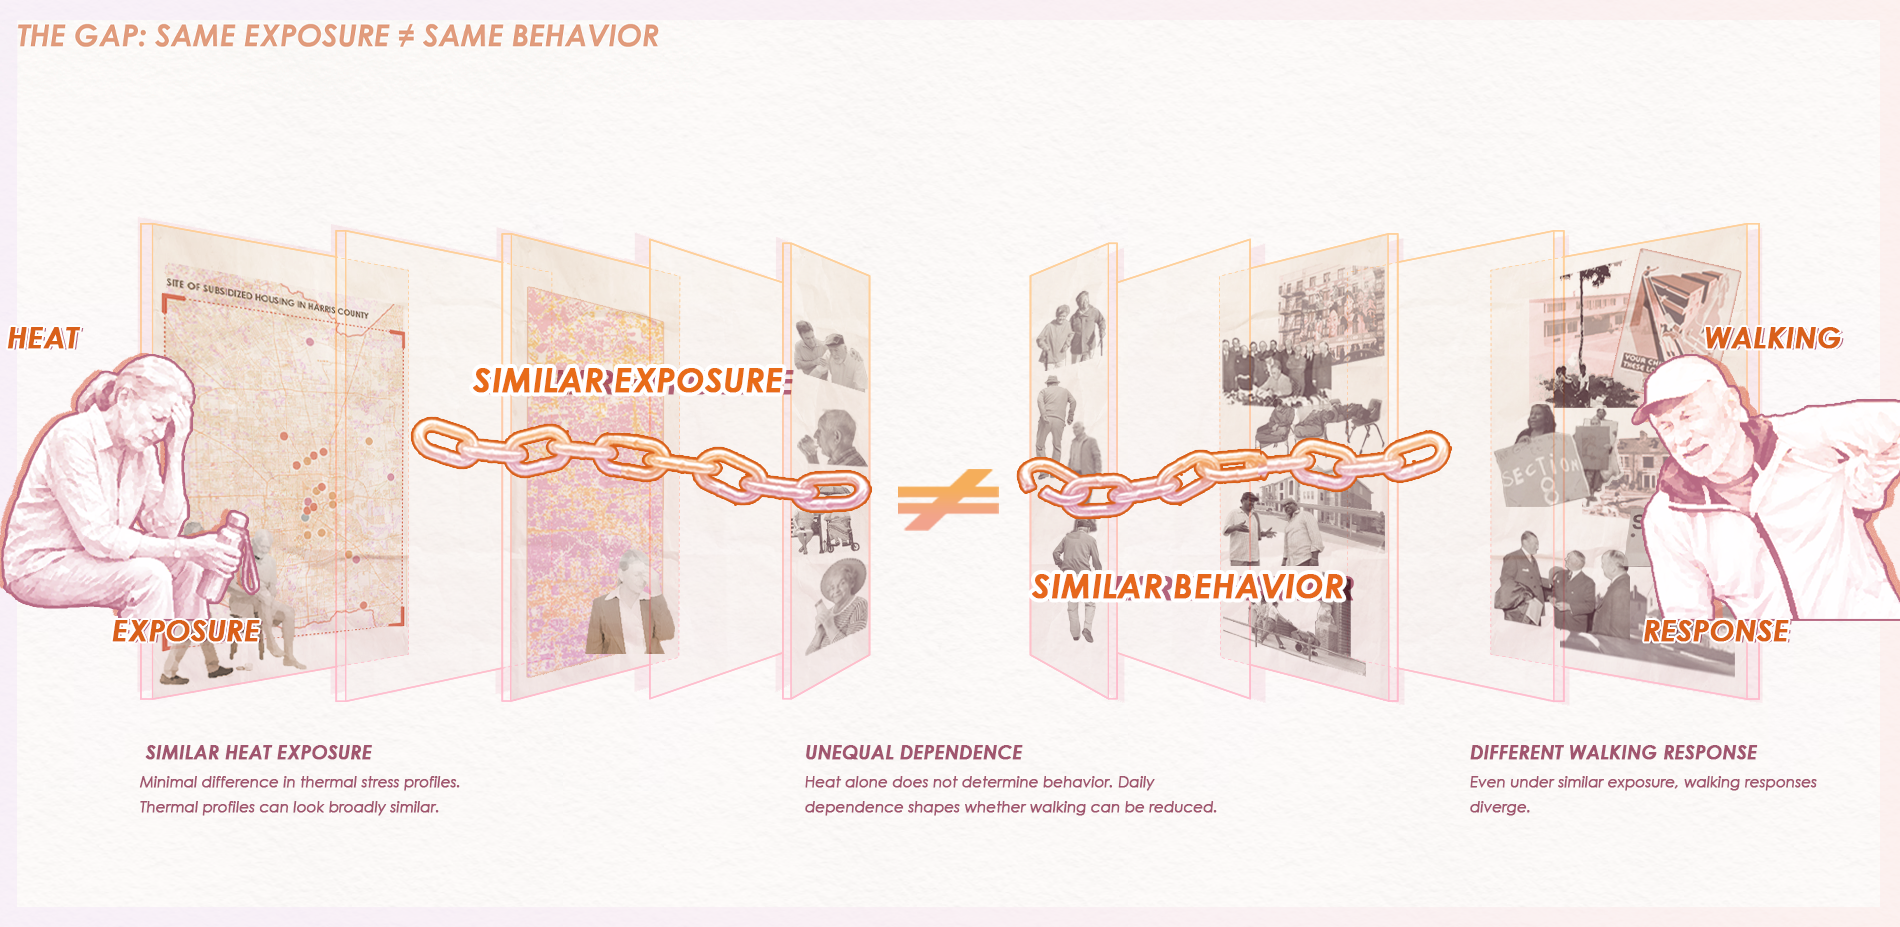 THE GAP: SAME EXPOSURE ≠ SAME BEHAVIOR
SITE OF SUBSIDIZED HOUSING IN HARRIS COUNTY
HEAT
EXPOSURE
SIMILAR EXPOSURE
≠
SIMILAR BEHAVIOR
SECTION
8
WALKING
RESPONSE
SIMILAR HEAT EXPOSURE
Minimal difference in thermal stress profiles.
Thermal profiles can look broadly similar.
UNEQUAL DEPENDENCE
Heat alone does not determine behavior. Daily
dependence shapes whether walking can be reduced.
DIFFERENT WALKING RESPONSE
Even under similar exposure, walking responses
diverge.